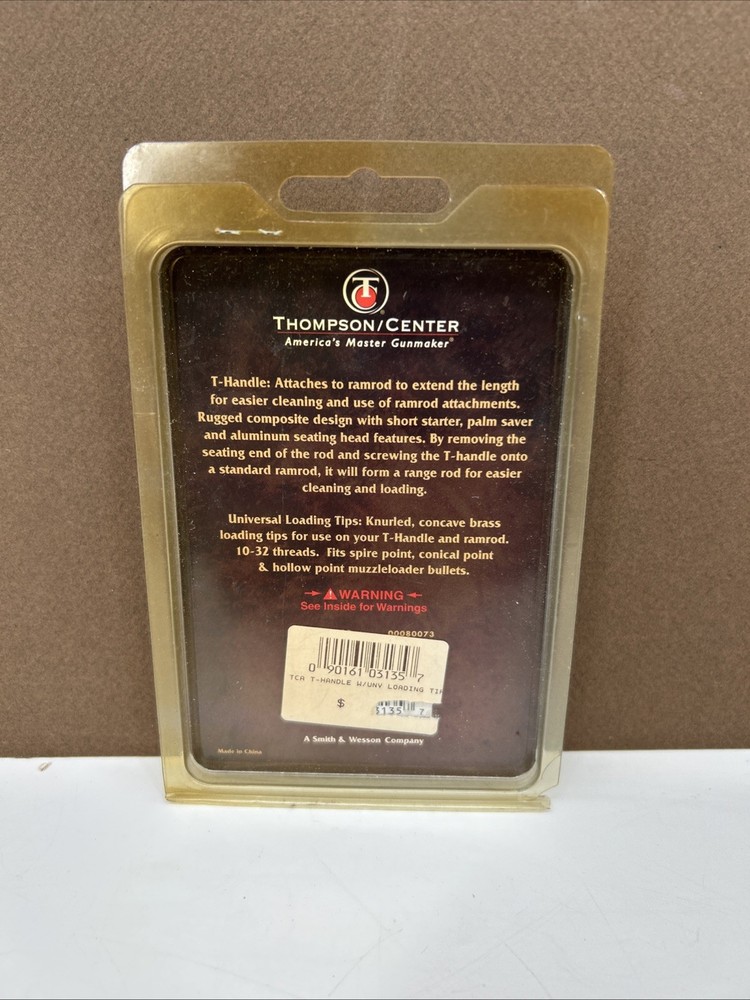 TC
THOMPSON/CENTER
America's Master Gunmaker®
T-Handle: Attaches to ramrod to extend the length
for easier cleaning and use of ramrod attachments.
Rugged composite design with short starter, palm saver
and aluminum seating head features. By removing the
seating end of the rod and screwing the T-handle onto
a standard ramrod, it will form a range rod for easier
cleaning and loading.
Universal Loading Tips: Knurled, concave brass
loading tips for use on your T-Handle and ramrod.
10-32 threads. Fits spire point, conical point
& hollow point muzzleloader bullets.
WARNING
See Inside for Warnings
00080073
0 90161 03135 7
TCA T-HANDLE W/UNV LOADING TI
$
3135 7
A Smith & Wesson Company
Made in China